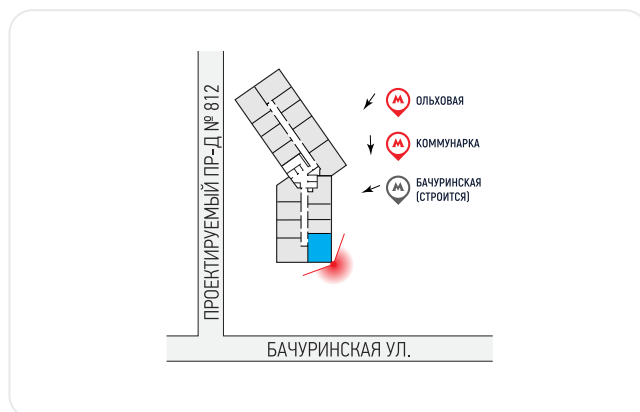 ПРОЕКТИРУЕМЫЙ ПР-Д № 812
М ОЛЬХОВАЯ
М КОММУНАРКА
М БАЧУРИНСКАЯ
(СТРОИТСЯ)
БАЧУРИНСКАЯ УЛ.